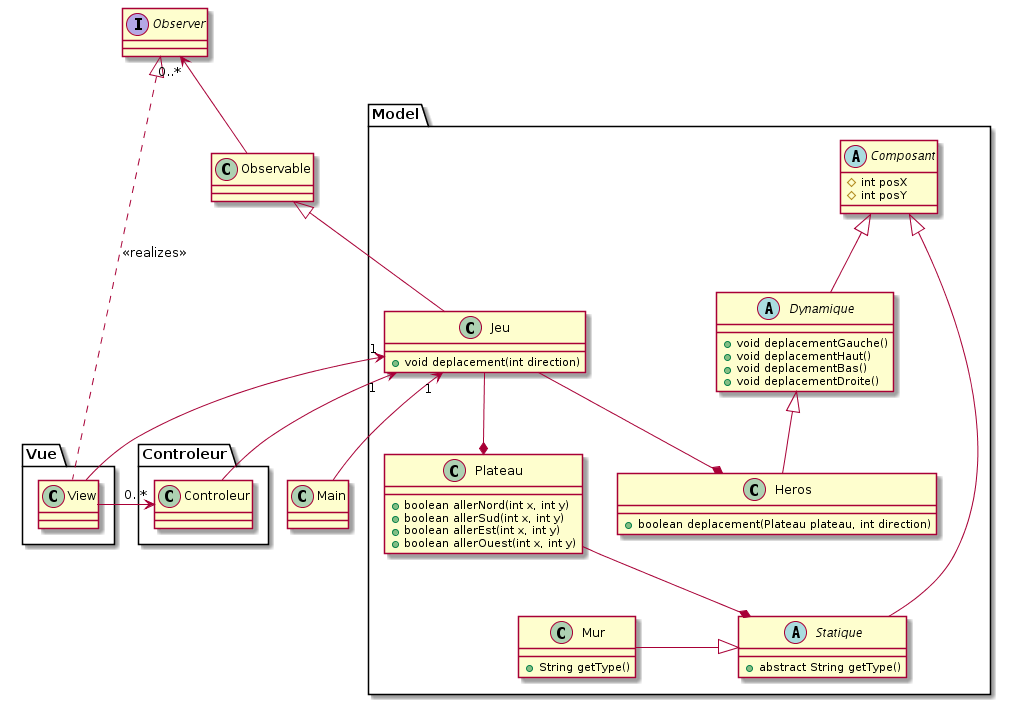 I Observer
0..*
Model
A Composant
int posX
int posY
C Observable
«realizes»
A Dynamique
void deplacementGauche()
void deplacementHaut()
void deplacementBas()
void deplacementDroite()
C Jeu
void deplacement(int direction)
1
1
1
Vue
C View
0..*
Controleur
C Controleur
C Main
C Plateau
boolean allerNord(int x, int y)
boolean allerSud(int x, int y)
boolean allerEst(int x, int y)
boolean allerOuest(int x, int y)
C Heros
boolean deplacement(Plateau plateau, int direction)
C Mur
String getType()
A Statique
abstract String getType()